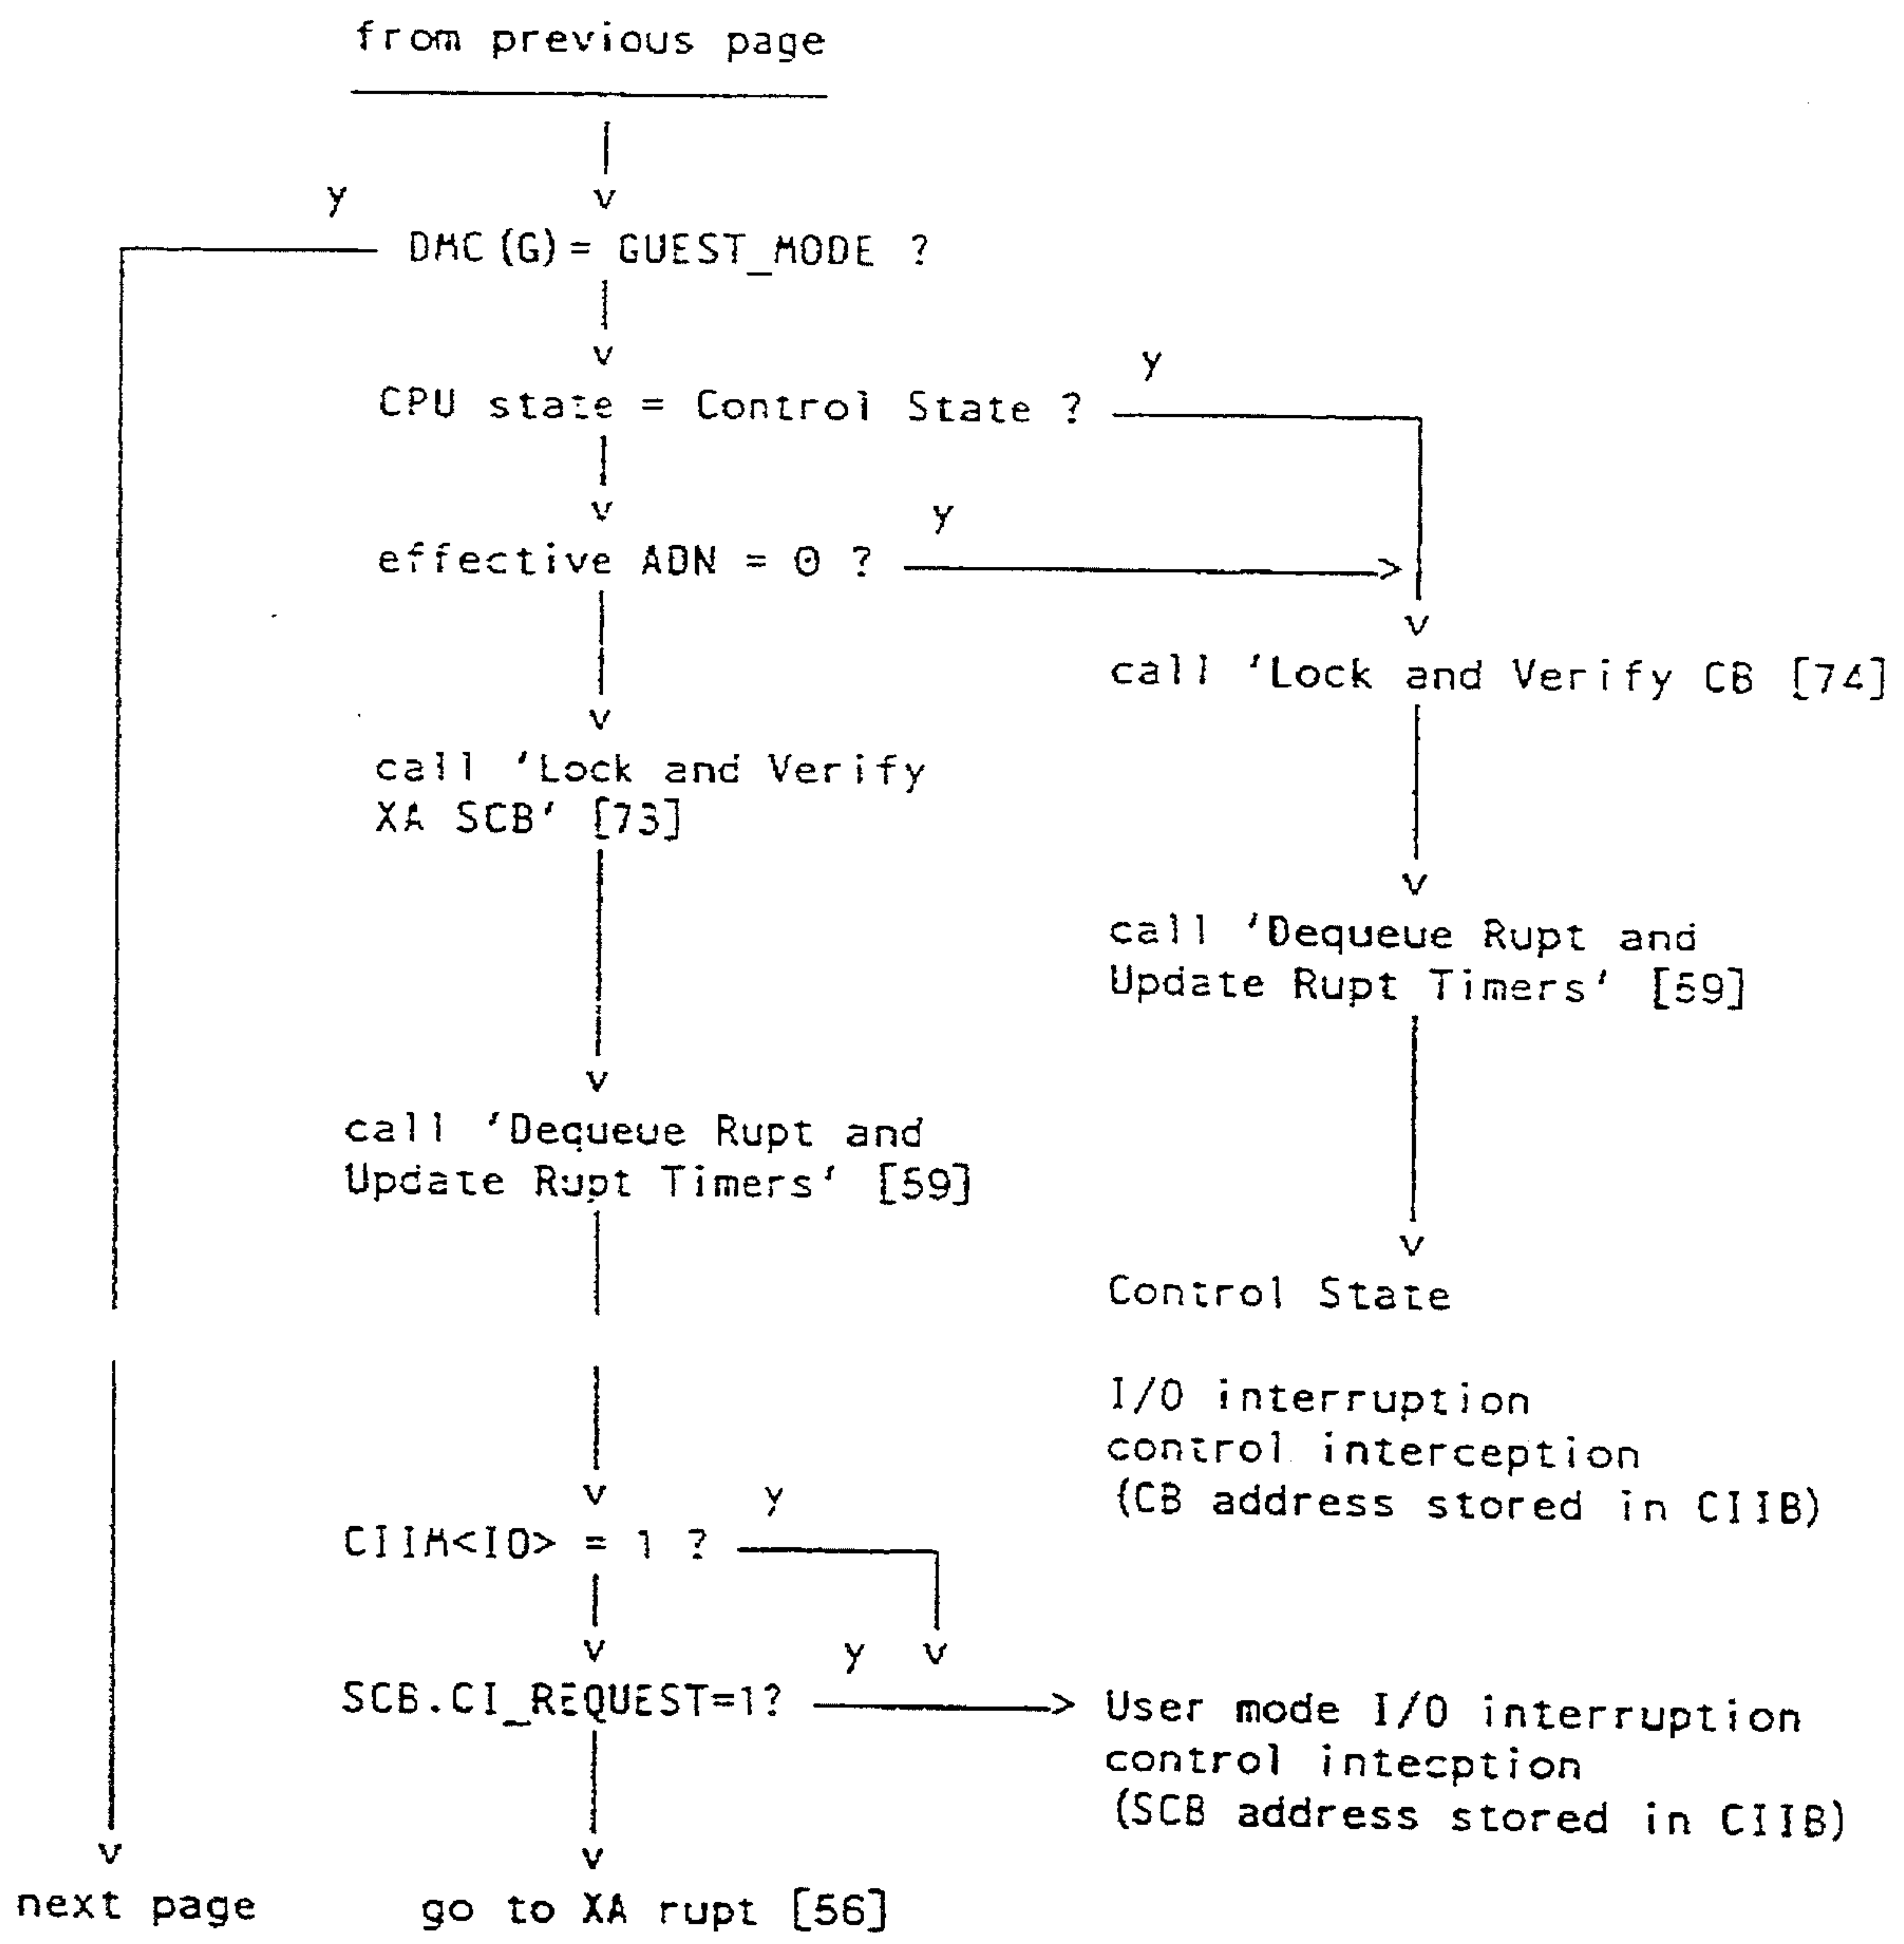 from previous page
y
v
DMC (G) = GUEST_MODE ?
v
y
CPU state = Control State ?
v
y
effective ADN = 0 ?
>
v
call 'Lock and Verify CB [74]
v
call 'Lock and Verify
XA SCB' [73]
v
call 'Dequeue Rupt and
Update Rupt Timers' [59]
v
call 'Dequeue Rupt and
Update Rupt Timers' [59]
v
Control State
I/O interruption
control interception
(CB address stored in CIIB)
v
y
CIIM<IO> = 1 ?
v
y
v
SCB.CI_REQUEST=1?
>
User mode I/O interruption
control interception
(SCB address stored in CIIB)
v
v
next page
go to XA rupt [56]